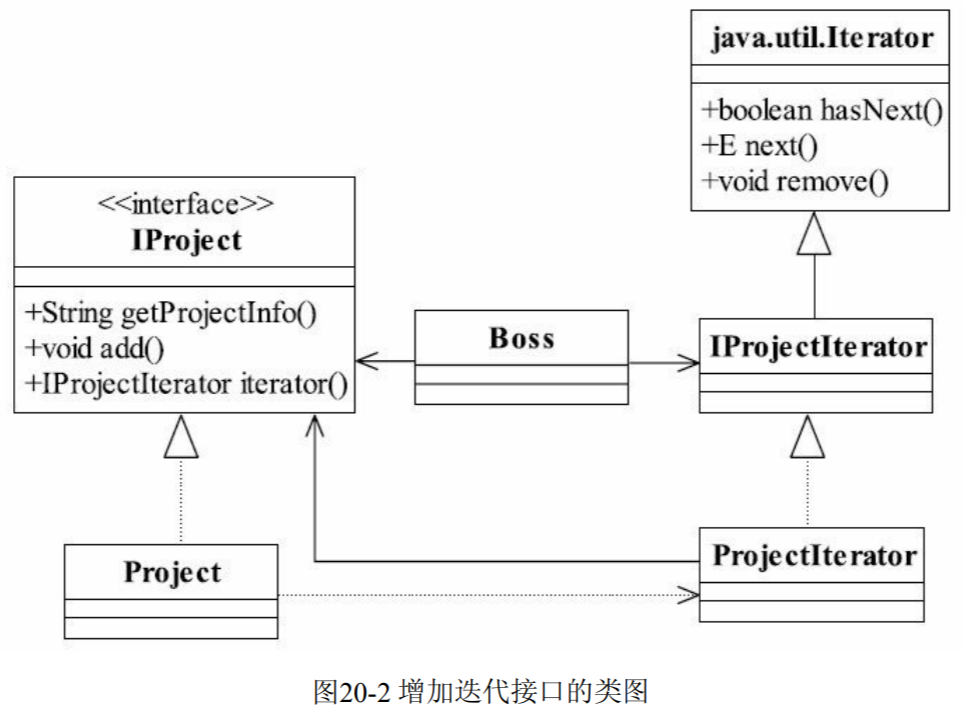 java.util.Iterator
+boolean hasNext()
+E next()
+void remove()
<<interface>>
IProject
+String getProjectInfo()
+void add()
+IProjectIterator iterator()
Boss
IProjectIterator
Project
ProjectIterator
图20-2 增加迭代接口的类图